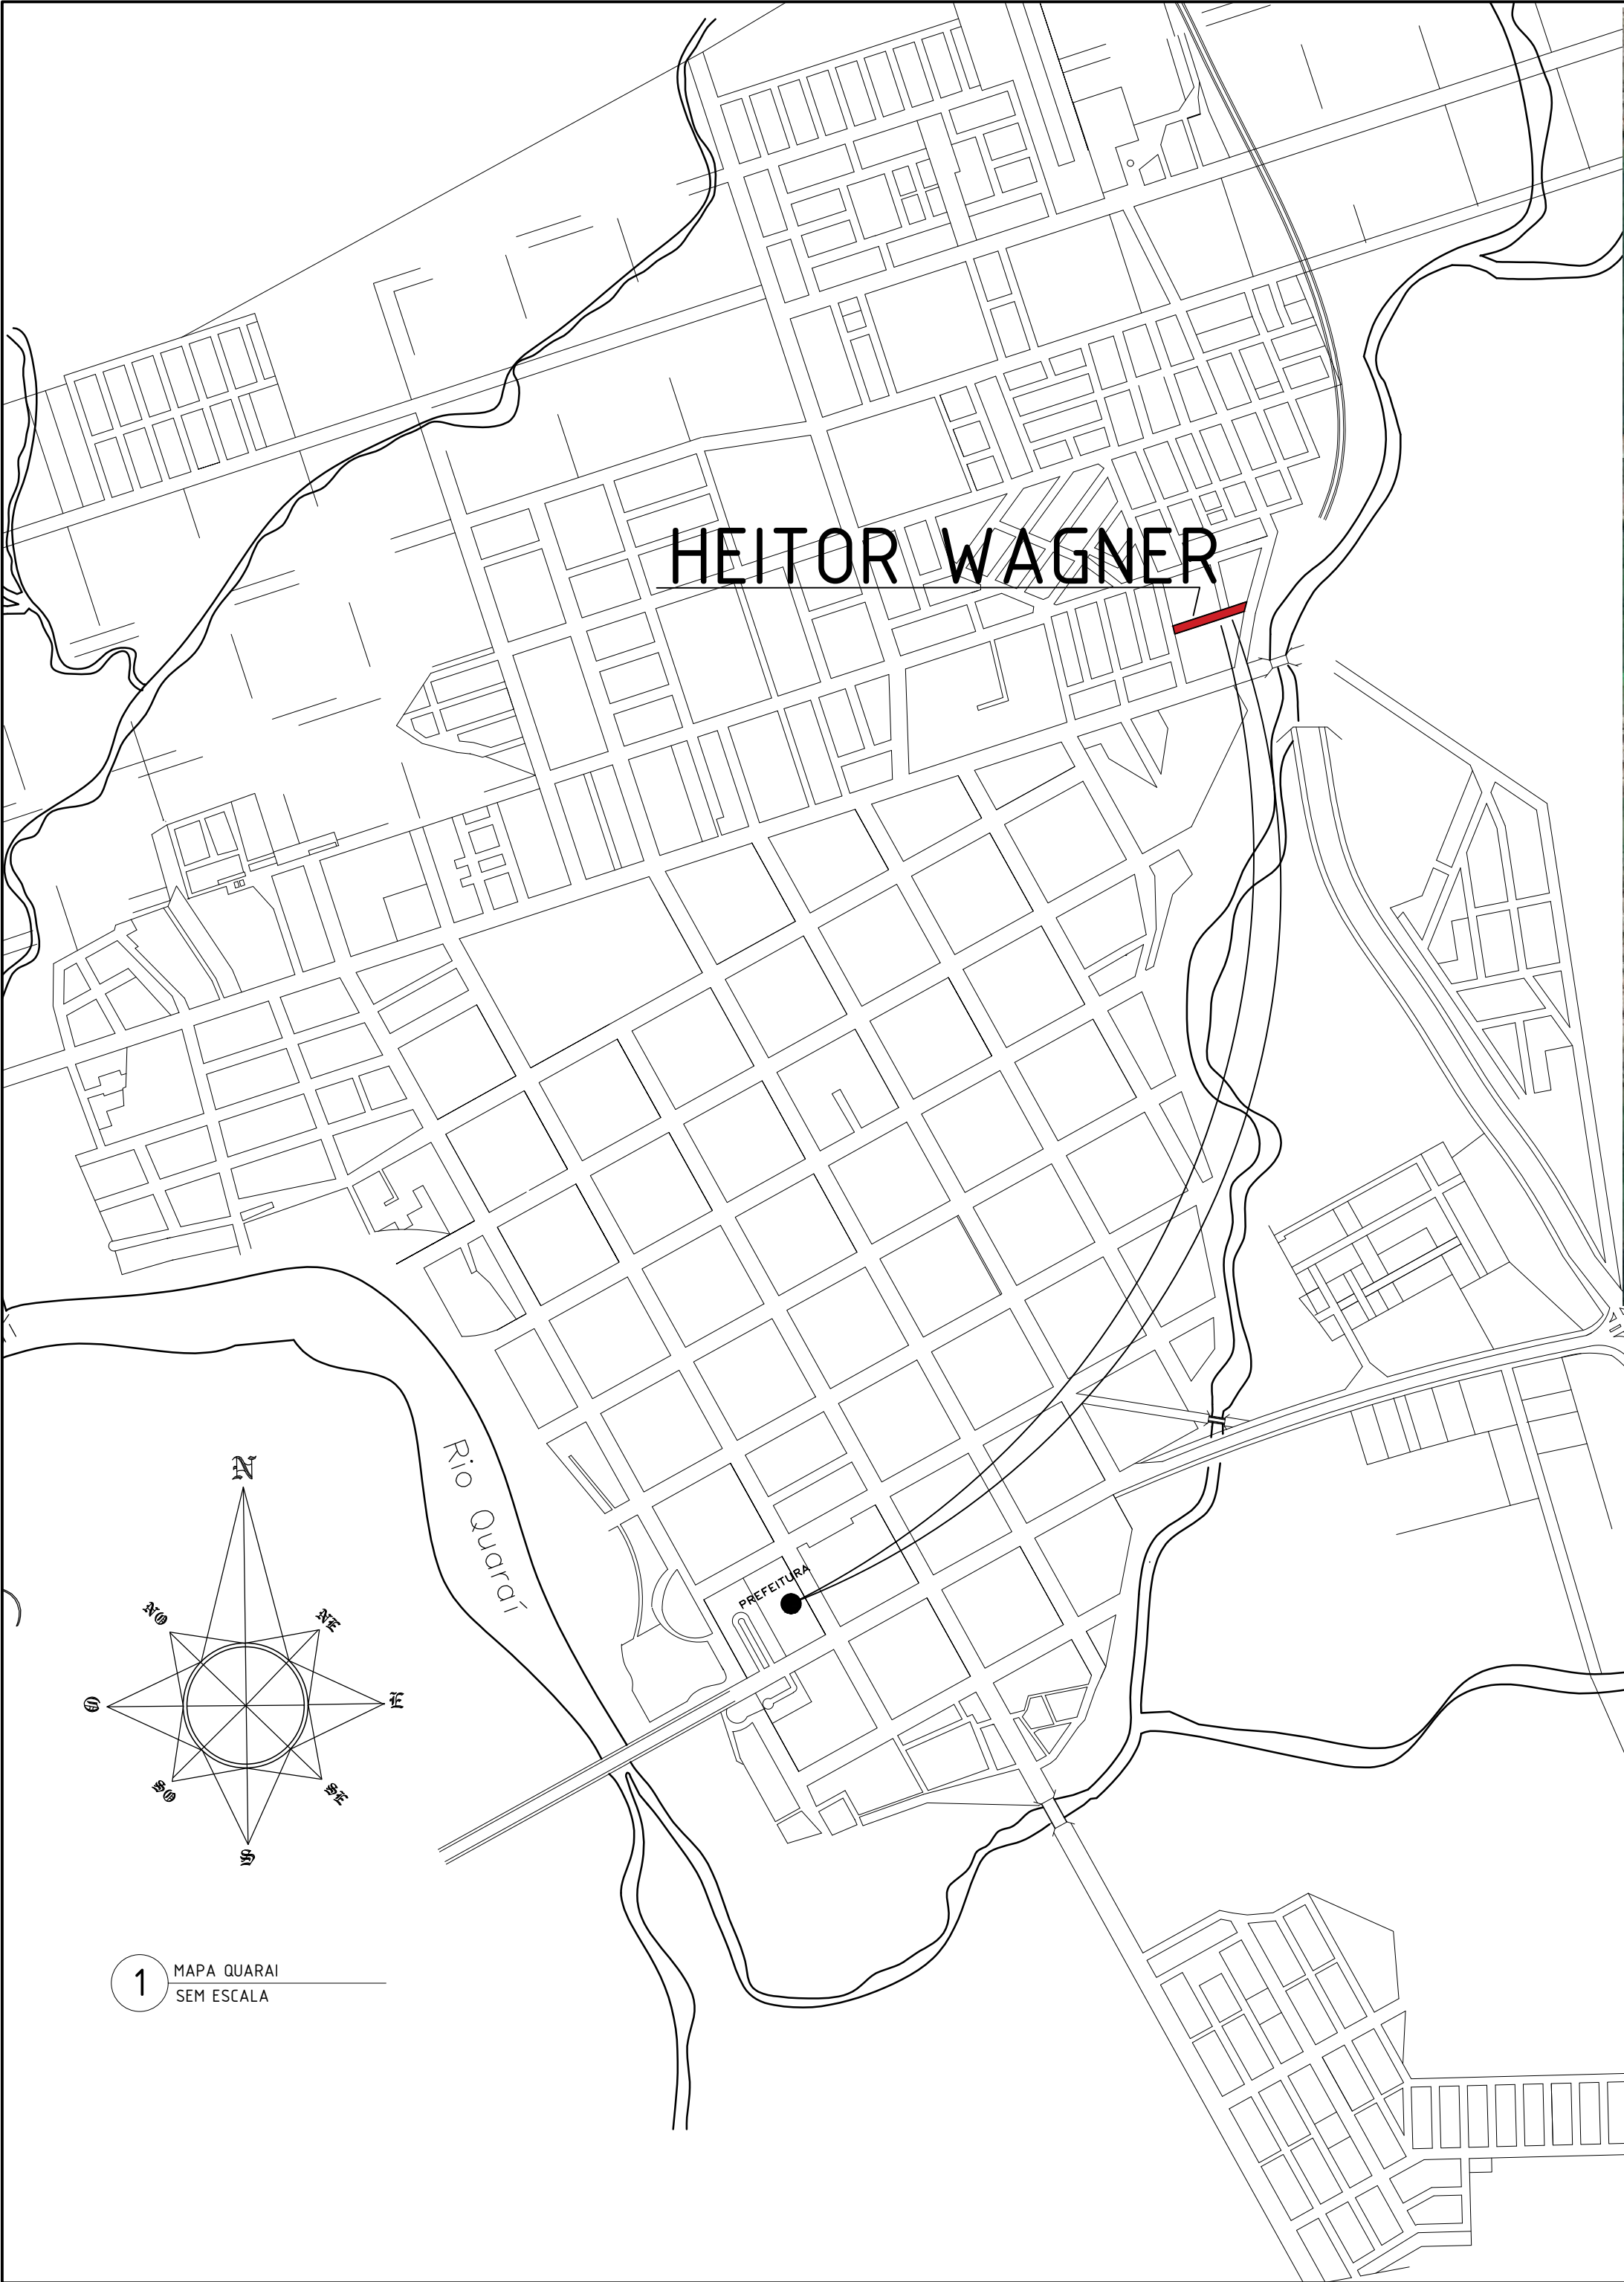 HEITOR WAGNER
Rio Quaraí
PREFEITURA
N
NO
NE
O
E
SO
SE
S
1
MAPA QUARAI
SEM ESCALA